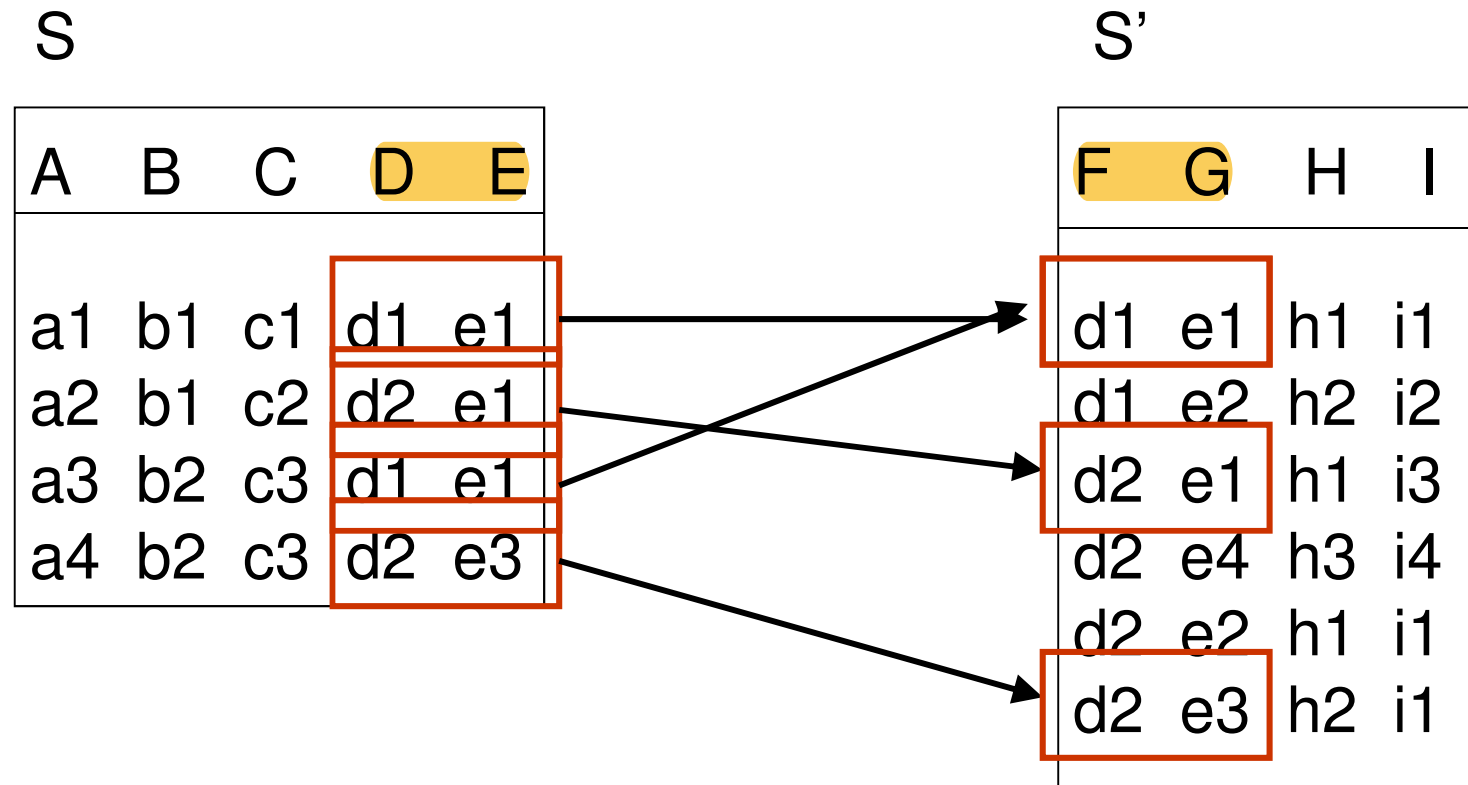 S
S’
A B C D E
F G H I
a1 b1 c1 d1 e1
a2 b1 c2 d2 e1
a3 b2 c3 d1 e1
a4 b2 c3 d2 e3
d1 e1 h1 i1
d1 e2 h2 i2
d2 e1 h1 i3
d2 e4 h3 i4
d2 e2 h1 i1
d2 e3 h2 i1